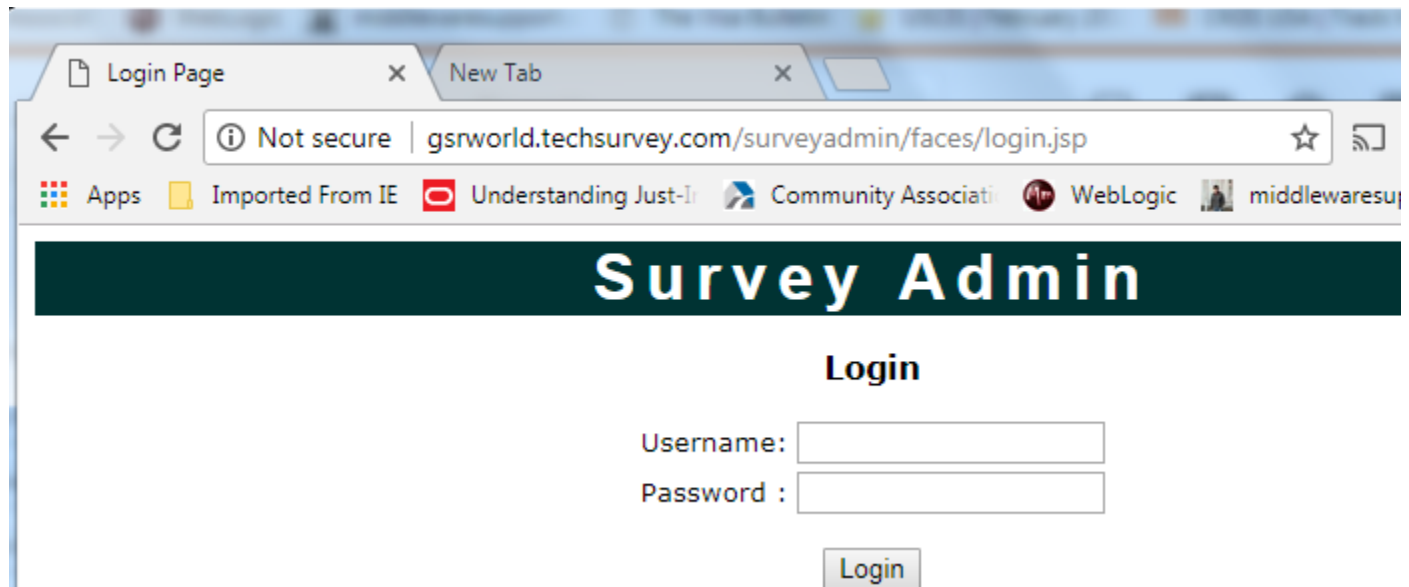 Login Page New Tab
Not secure gsrworld.techsurvey.com/surveyadmin/faces/login.jsp
Apps Imported From IE Understanding Just-I Community Associati WebLogic middlewaresup
Survey Admin
Login
Username:
Password :
Login